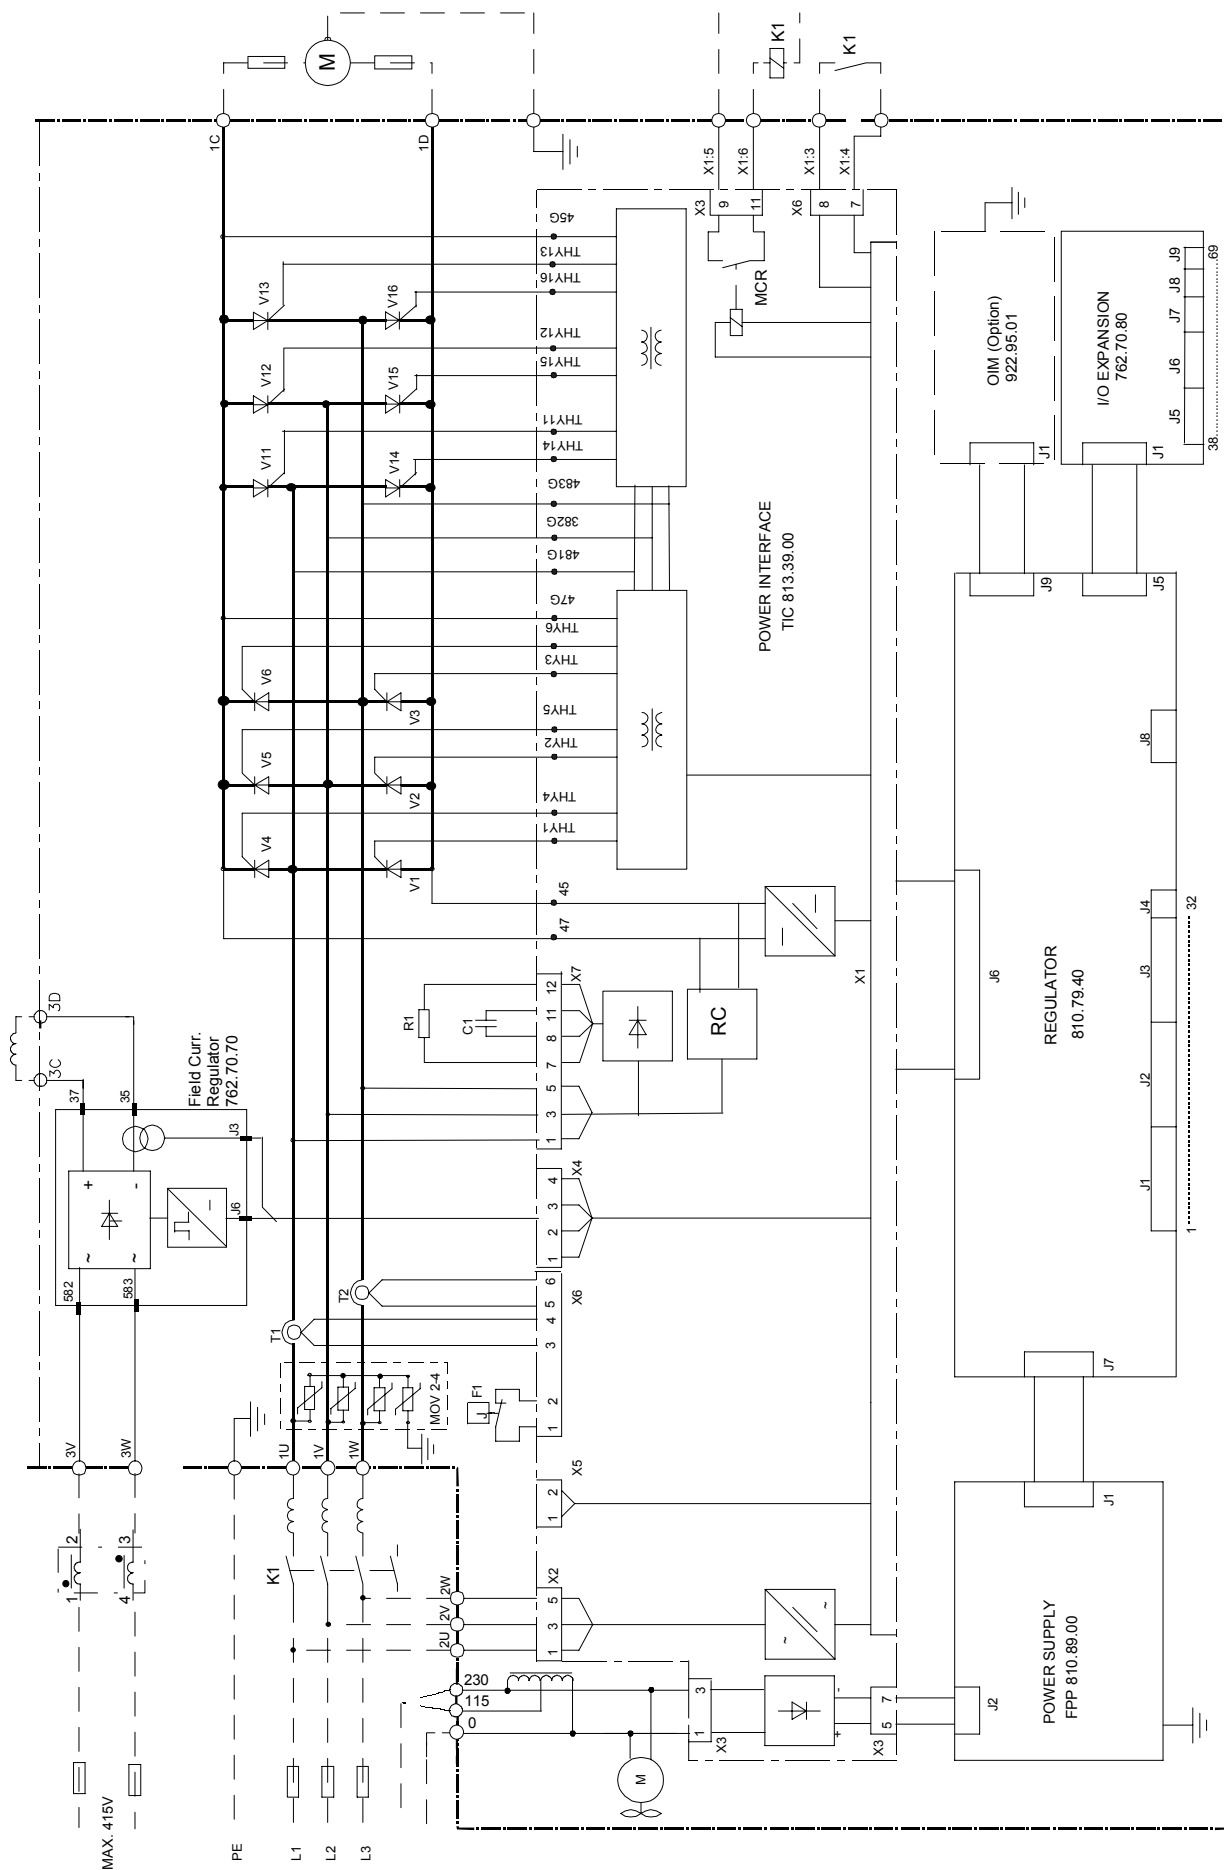 1C
M
1D
X1:5
X1:6
K1
X1:3
X1:4
K1
45G
THY13
THY16
THY12
THY15
THY11
THY14
483G
382G
481G
47G
THY6
THY3
THY5
THY2
THY4
THY1
45
47
V13
V16
V12
V15
V11
V14
V6
V3
V5
V2
V4
V1
X3
9
11
X6
8
7
MCR
POWER INTERFACE
TIC 813.39.00
OIM (Option)
922.95.01
J1
I/O EXPANSION
762.70.80
J1
J5
J6
J7
J8
J9
38
69
J9
J5
J8
REGULATOR
810.79.40
J6
J4
J3
J2
J1
1
32
J7
X1
3D
3C
37
35
Field Curr.
Regulator
762.70.70
J3
J6
+
-
~
~
582
583
R1
C1
X7
12
11
8
7
5
3
1
RC
X4
4
3
2
1
T2
T1
X6
6
5
4
3
2
1
F1
MOV 2-4
3V
3W
1U
1V
1W
X5
2
1
2
1
3
4
K1
2W
2V
2U
X2
5
3
1
~
~
230
115
0
3
1
X3
M
-
+
7
5
X3
J2
J1
POWER SUPPLY
FPP 810.89.00
MAX. 415V
PE
L1
L2
L3